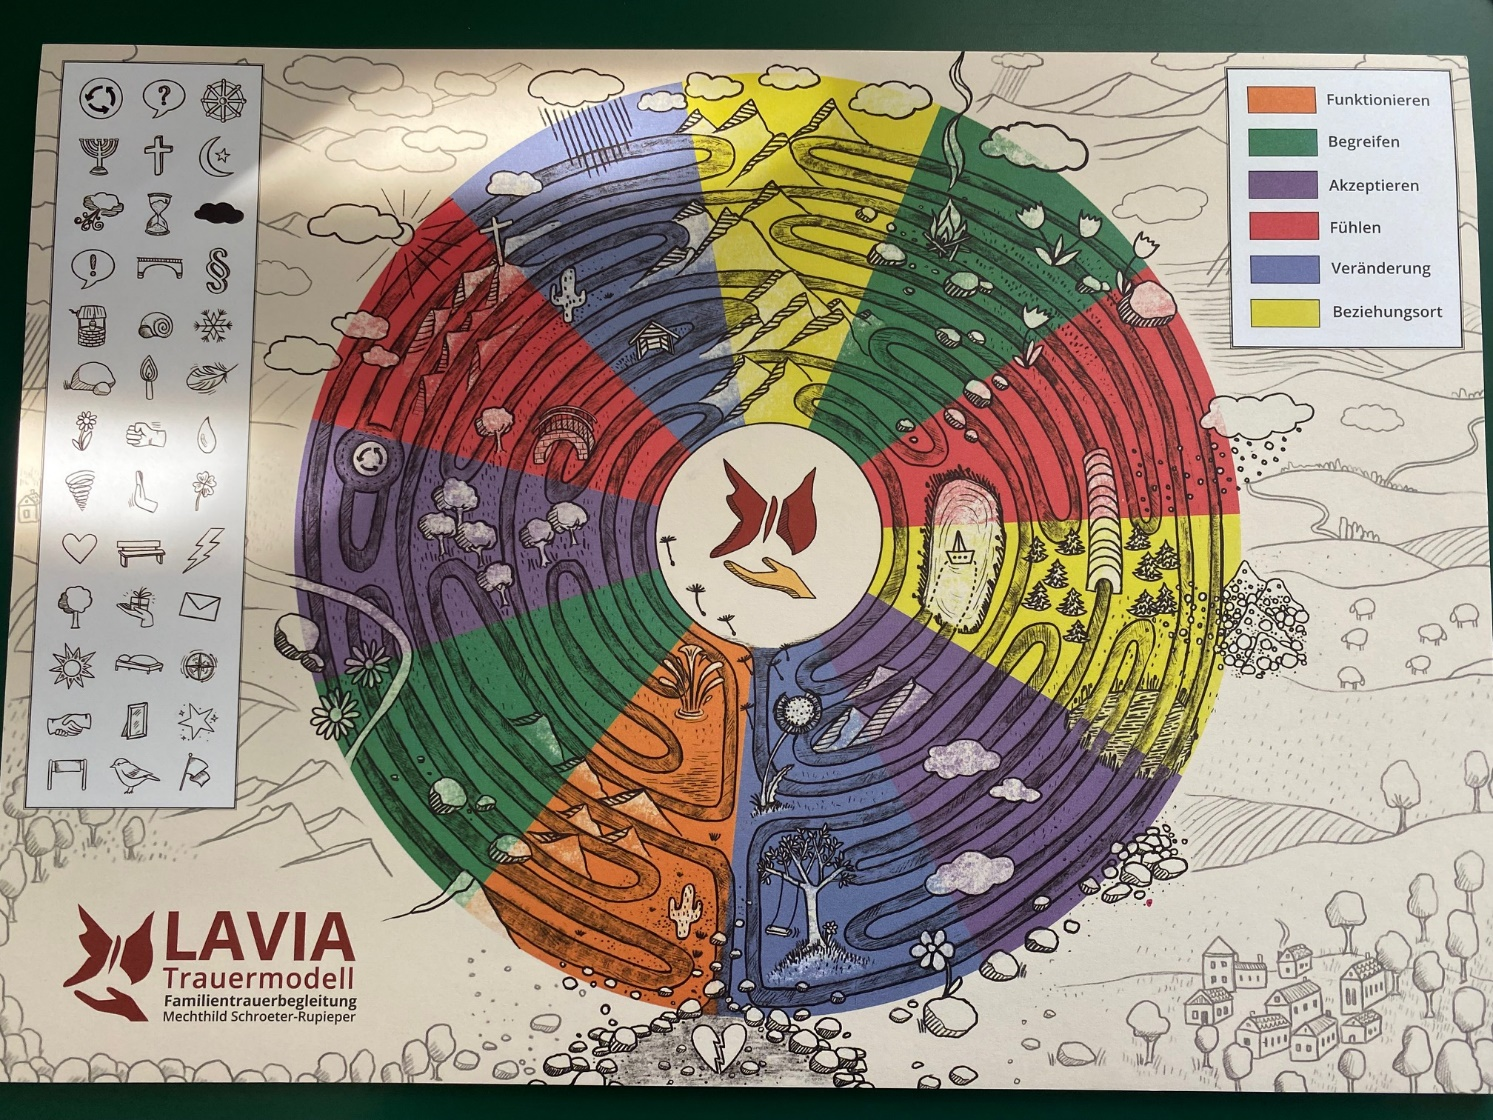 Funktionieren
Begreifen
Akzeptieren
Fühlen
Veränderung
Beziehungsort
LAVIA
Trauermodell
Familientrauerbegleitung
Mechthild Schroeter-Rupieper